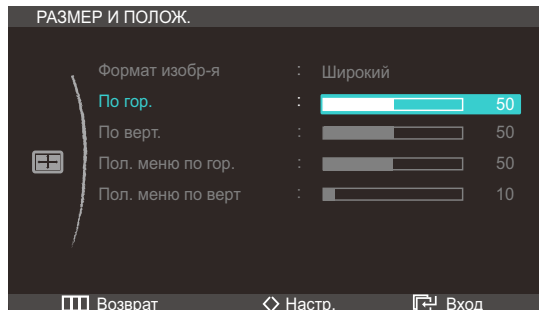 РАЗМЕР И ПОЛОЖ.
Формат изобр-я : Широкий
По гор. : 50
По верт. : 50
Пол. меню по гор. : 50
Пол. меню по верт : 10
Возврат Настр. Вход